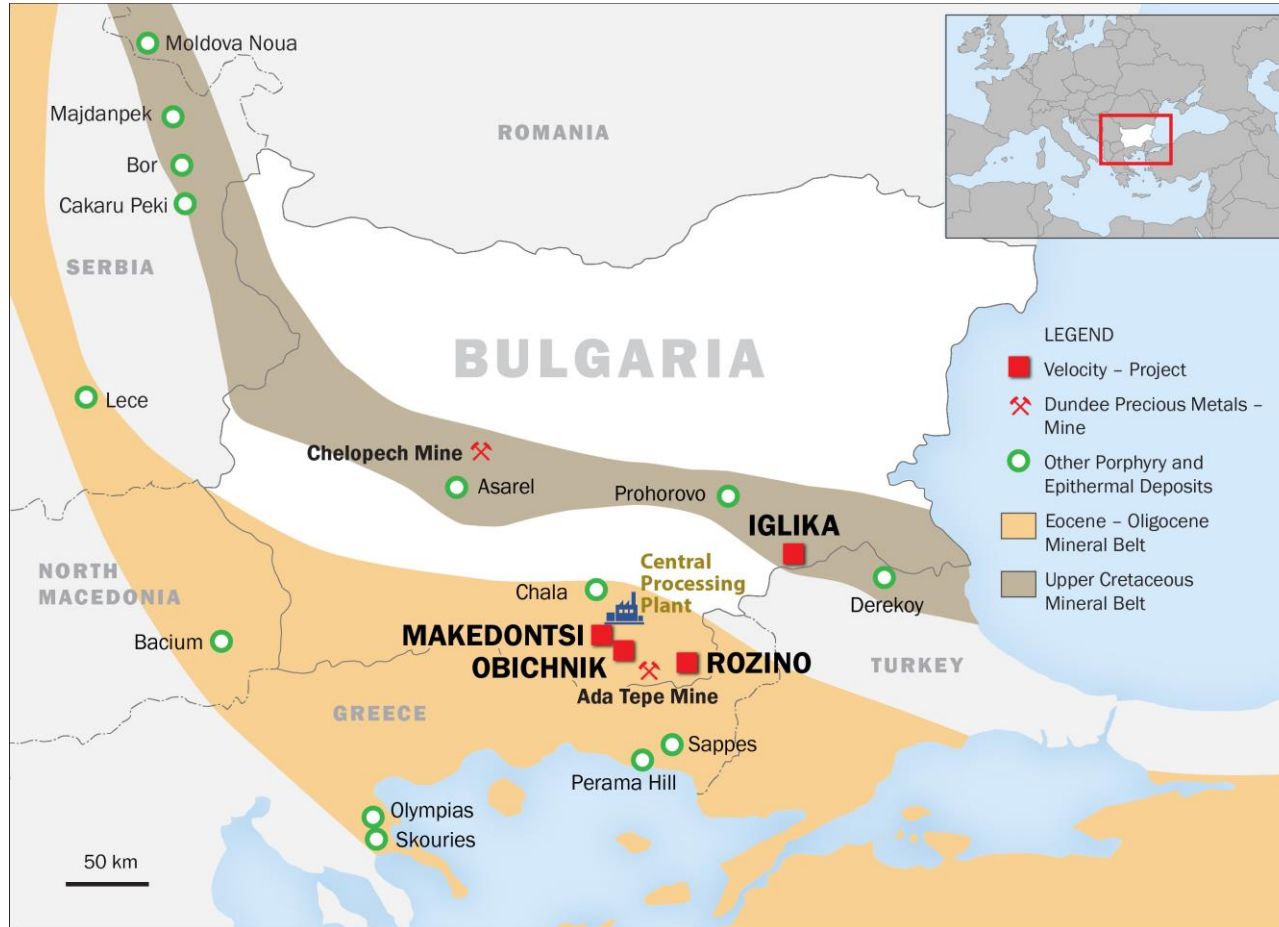 Moldova Noua
Majdanpek
ROMANIA
Bor
Cakaru Peki
SERBIA
BULGARIA
LEGEND
Velocity – Project
Dundee Precious Metals –
Mine
Other Porphyry and
Epithermal Deposits
Eocene – Oligocene
Mineral Belt
Upper Cretaceous
Mineral Belt
Lece
Chelopech Mine
Asarel
Prohorovo
IGLIKA
Central
Processing
Plant
NORTH
MACEDONIA
Chala
Derekoy
Bacium
MAKEDONTSI
OBICHNIK
ROZINO
TURKEY
Ada Tepe Mine
GREECE
Sappes
Perama Hill
Olympias
Skouries
50 km